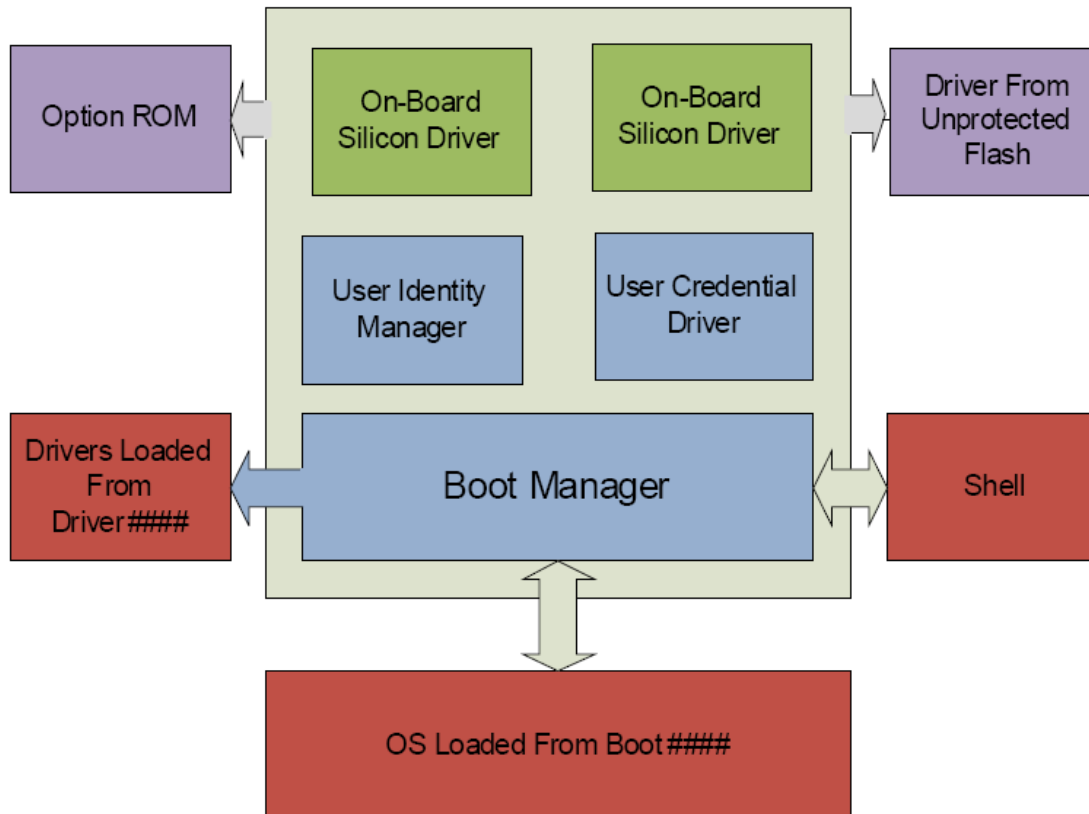 Option ROM
On-Board
Silicon Driver
On-Board
Silicon Driver
Driver From
Unprotected
Flash
User Identity
Manager
User Credential
Driver
Drivers Loaded
From
Driver####
Boot Manager
Shell
OS Loaded From Boot####